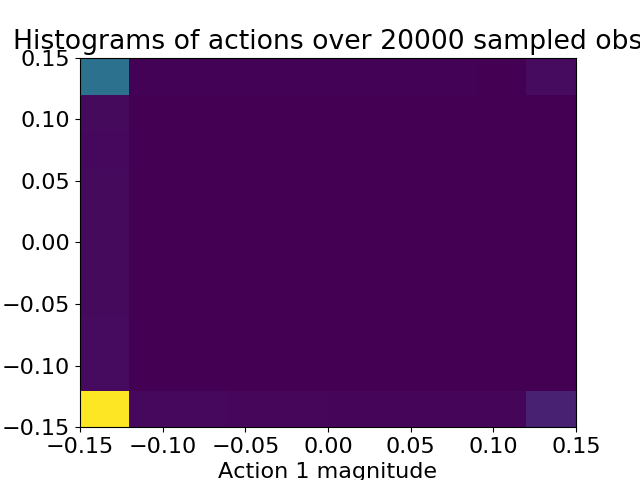 Histograms of actions over 20000 sampled obs
0.15
0.10
0.05
0.00
−0.05
−0.10
−0.15
−0.15 −0.10 −0.05 0.00 0.05 0.10 0.15
Action 1 magnitude